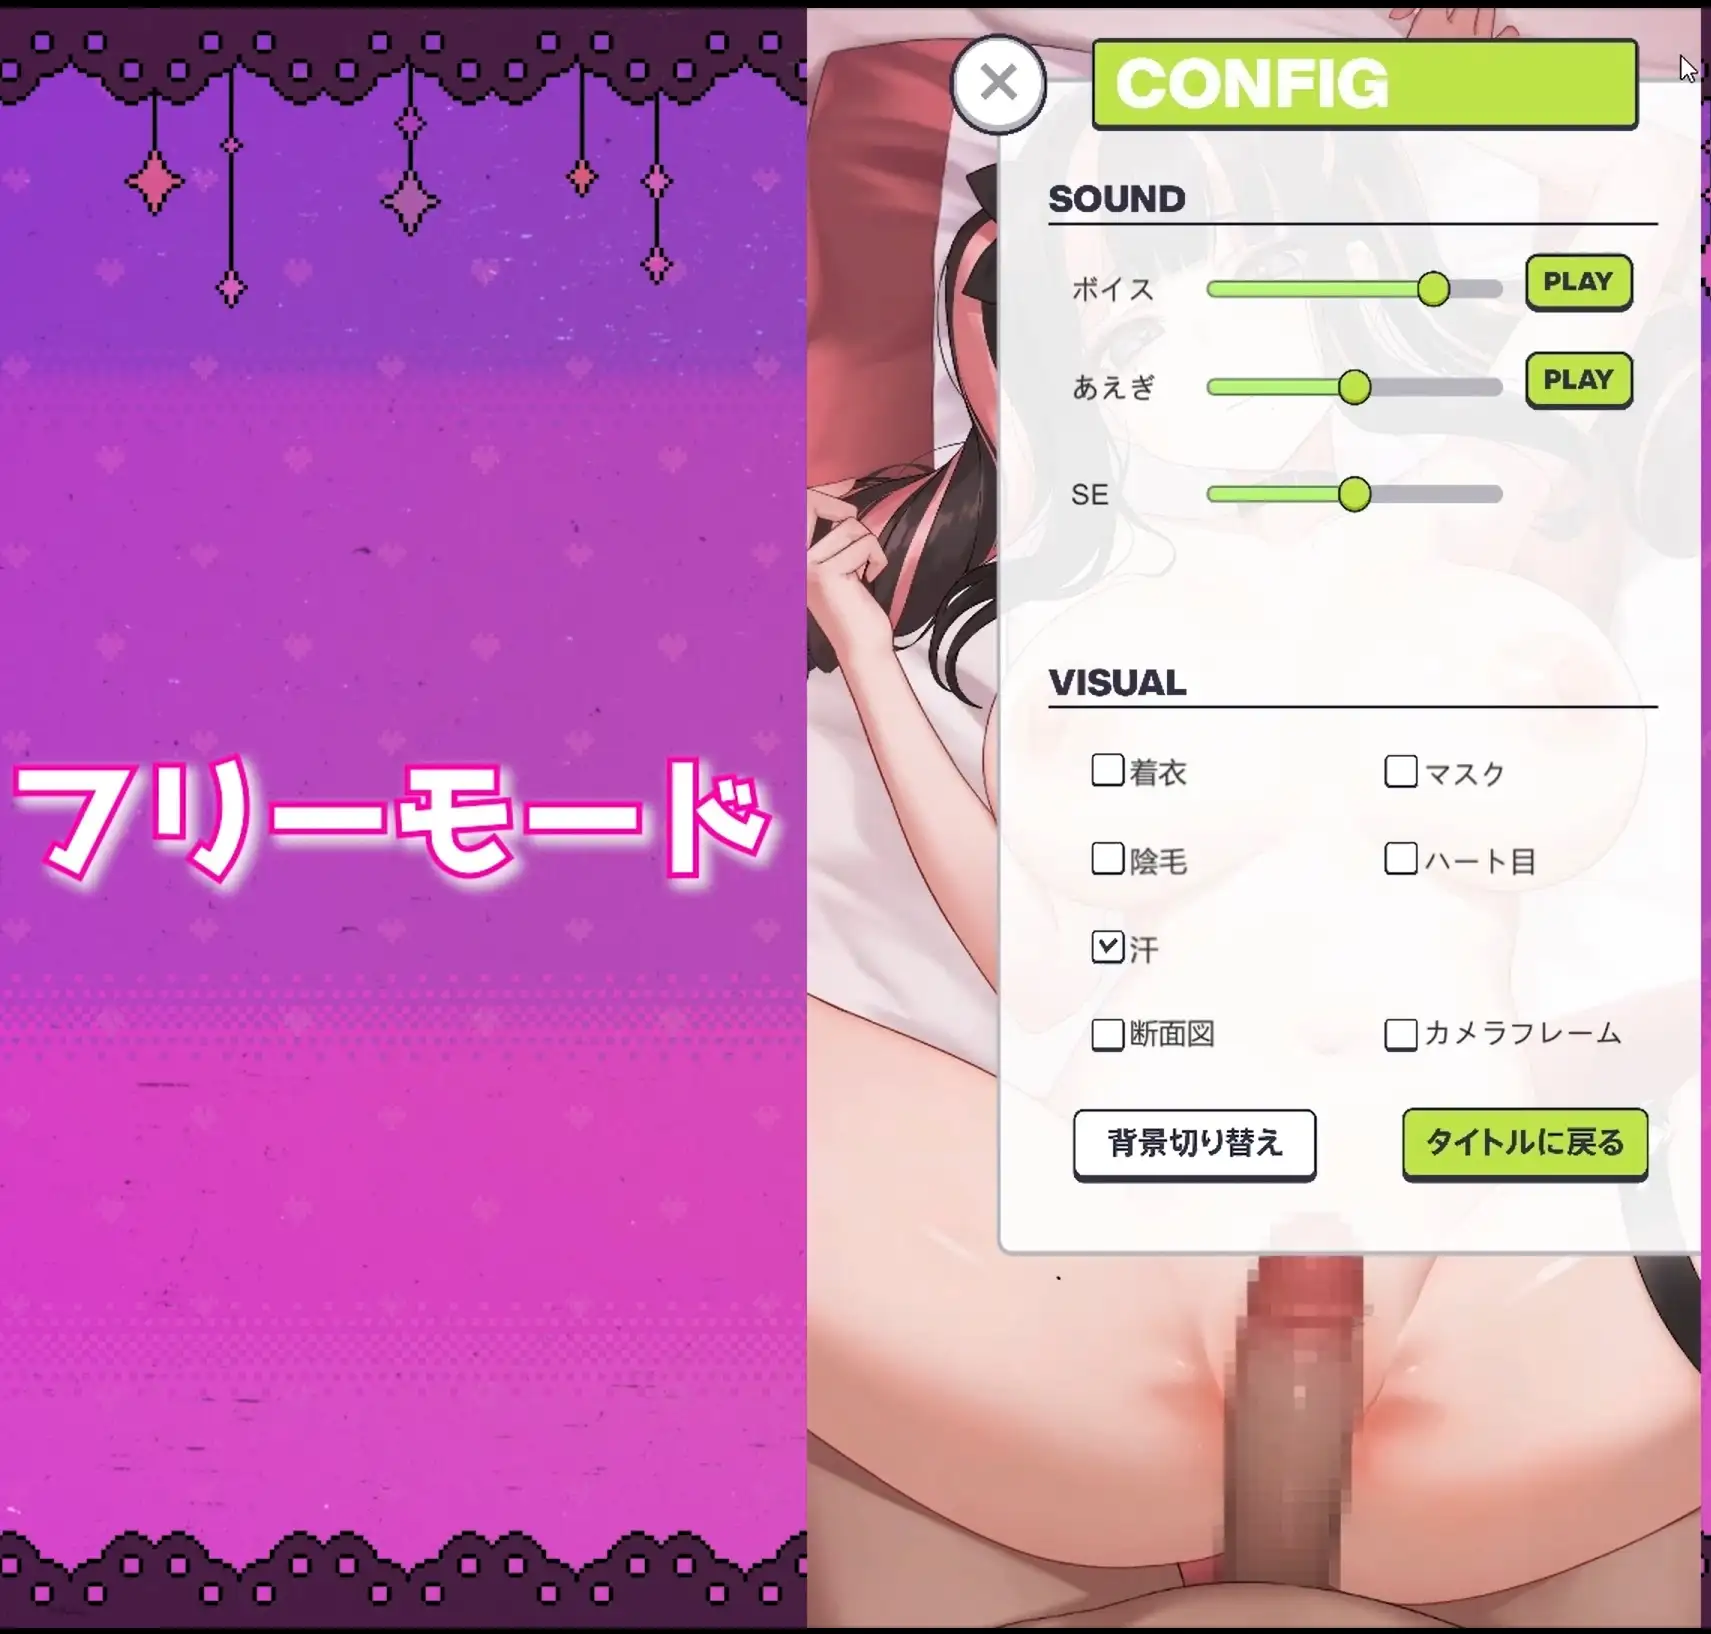 フリーモード
CONFIG
SOUND
ボイス
PLAY
あえぎ
PLAY
SE
VISUAL
着衣
マスク
陰毛
ハート目
汗
断面図
カメラフレーム
背景切り替え
タイトルに戻る